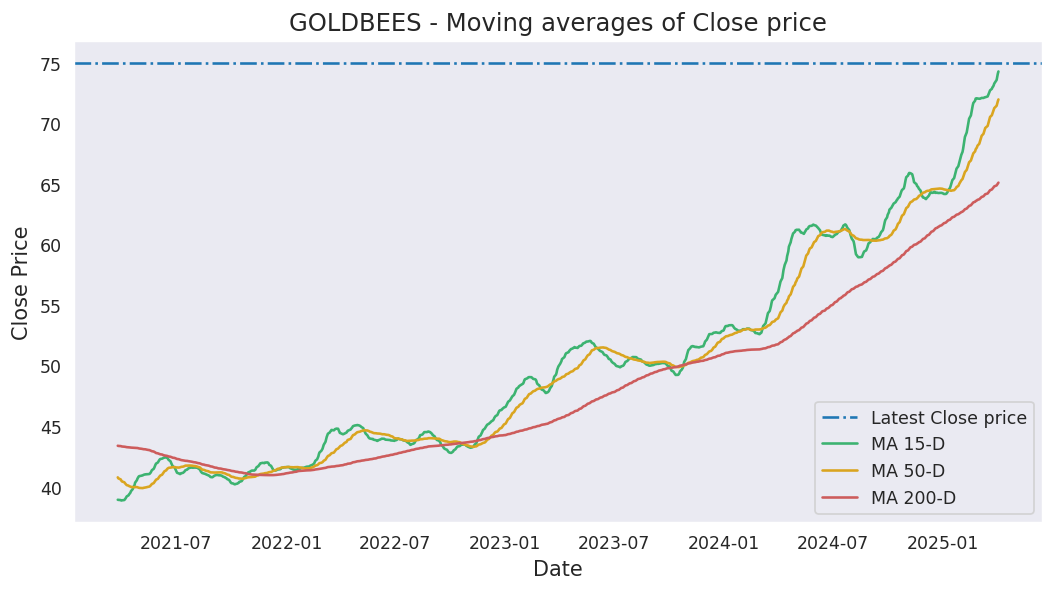 GOLDBEES - Moving averages of Close price
Close Price
75
70
65
60
55
50
45
40
Latest Close price
MA 15-D
MA 50-D
MA 200-D
2021-07 2022-01 2022-07 2023-01 2023-07 2024-01 2024-07 2025-01
Date